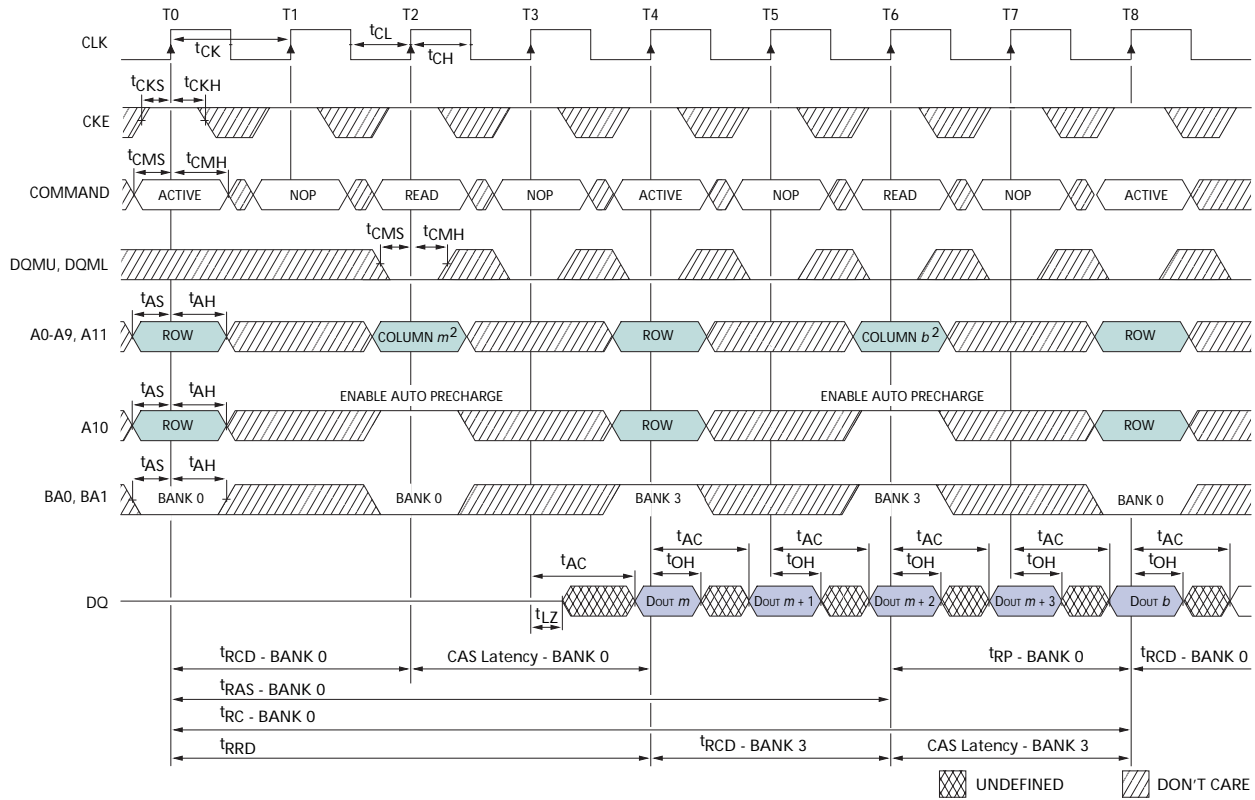 T0 T1 T2 T3 T4 T5 T6 T7 T8
CLK
tCK tCL tCH
tCKS tCKH
CKE
tCMS tCMH
COMMAND ACTIVE NOP READ NOP ACTIVE NOP READ NOP ACTIVE
tCMS tCMH
DQMU, DQML
tAS tAH
A0-A9, A11 ROW COLUMN m2 ROW COLUMN b2 ROW
tAS tAH ENABLE AUTO PRECHARGE ENABLE AUTO PRECHARGE
A10 ROW ROW ROW
tAS tAH
BA0, BA1 BANK 0 BANK 0 BANK 3 BANK 3 BANK 0
tAC tAC tAC tAC tAC tAC
tOH tOH tOH tOH tOH
DQ DOUT m DOUT m + 1 DOUT m + 2 DOUT m + 3 DOUT b
tLZ
tRCD - BANK 0 CAS Latency - BANK 0 tRP - BANK 0 tRCD - BANK 0
tRAS - BANK 0
tRC - BANK 0
tRRD tRCD - BANK 3 CAS Latency - BANK 3
UNDEFINED DON'T CARE